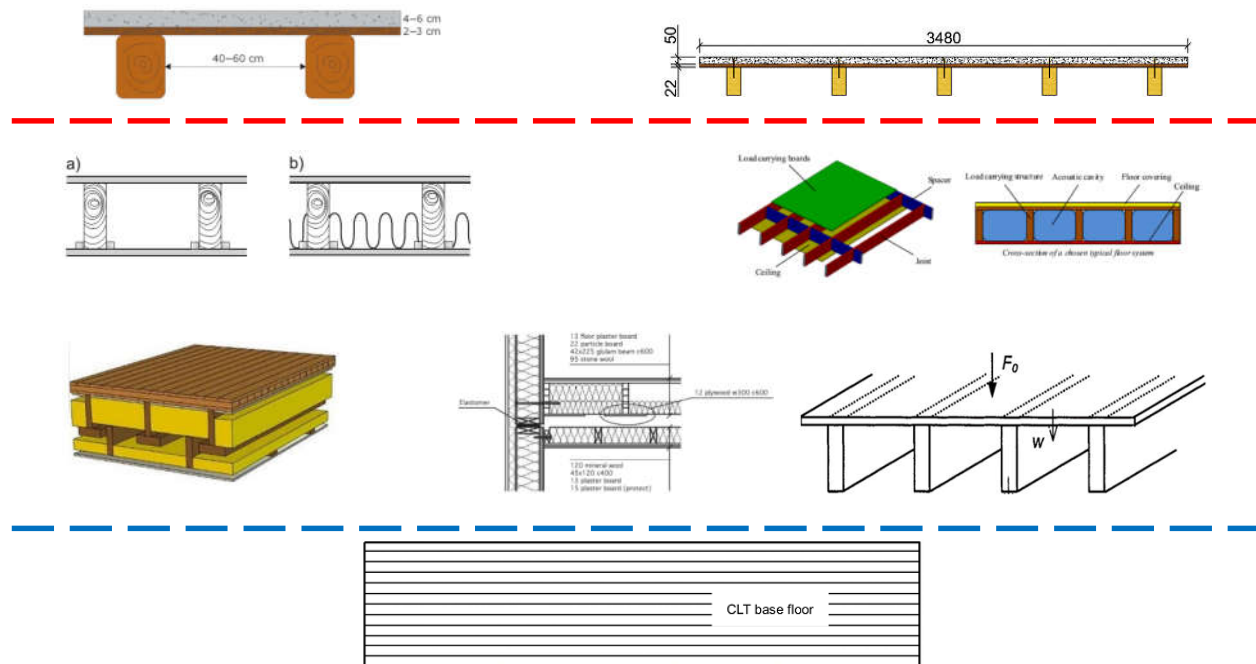 4–6 cm
2–3 cm
40–60 cm
50
3480
22
a)
b)
Load carrying boards
Spacer
Joist
Ceiling
Load carrying structure
Acoustic cavity
Floor covering
Ceiling
Cross-section of a chosen typical floor system
13 floor plaster board
22 particle board
42x225 glulam beam c600
95 stone wool
Elastomer
12 plywood w300 c600
120 mineral wool
45x120 c400
13 plaster board
15 plaster board (protect)
F0
w
CLT base floor